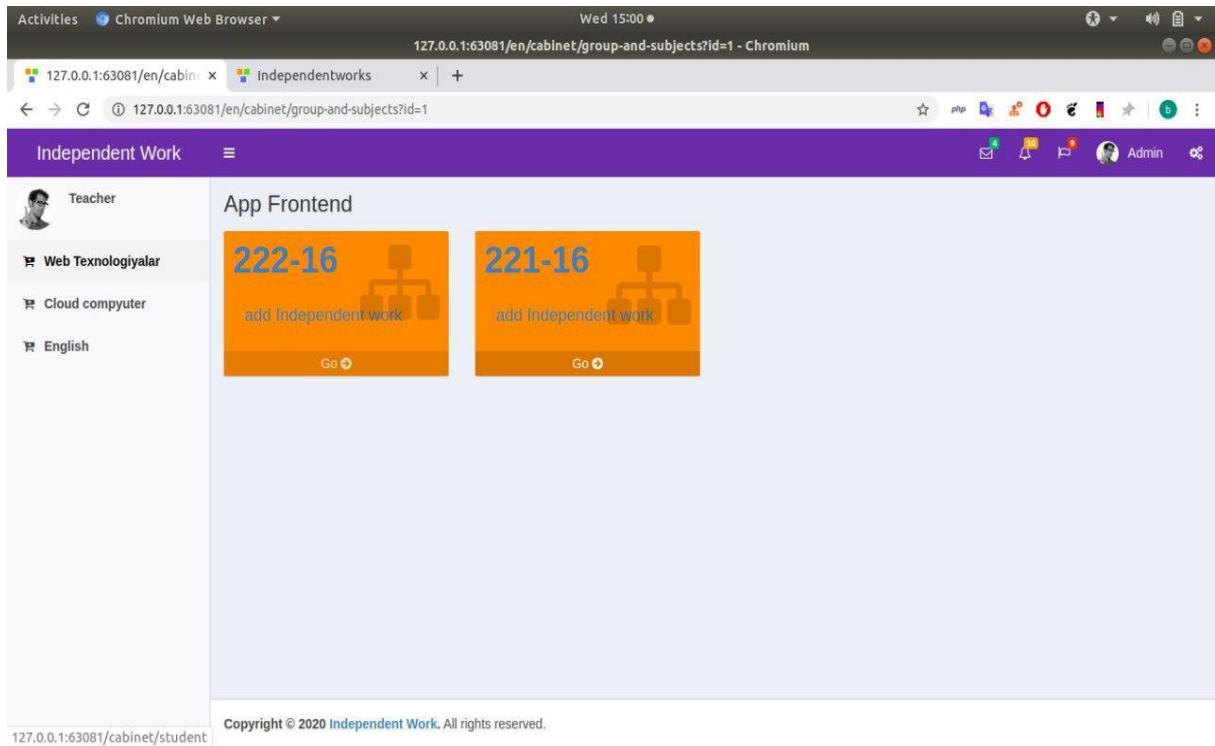 Activities Chromium Web Browser Wed 15:00
127.0.0.1:63081/en/cabinet/group-and-subjects?id=1 - Chromium
127.0.0.1:63081/en/cabin Independentworks
127.0.0.1:63081/en/cabinet/group-and-subjects?id=1 php b
Independent Work 4 10 9 Admin
Teacher
App Frontend
Web Texnologiyalar
Cloud compyuter
English
222-16
add Independent work
Go
221-16
add Independent work
Go
Copyright © 2020 Independent Work. All rights reserved.
127.0.0.1:63081/cabinet/student